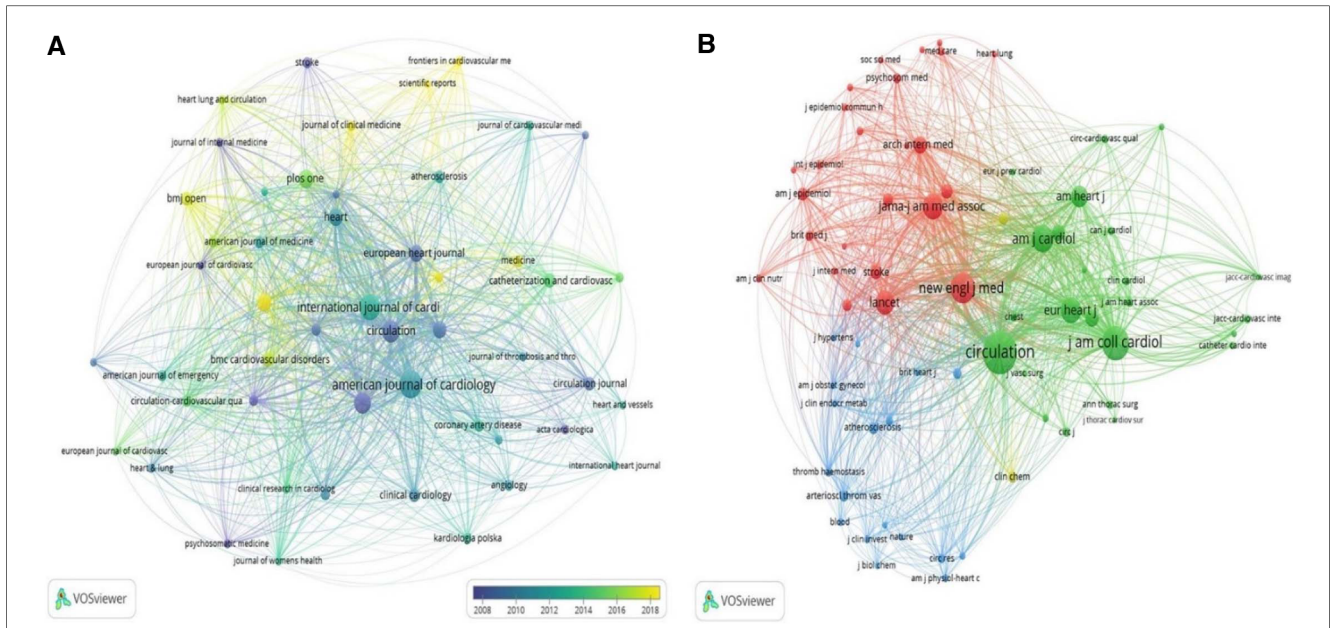 A
stroke
frontiers in cardiovascular me
scientific reports
heart lung and circulation
journal of clinical medicine
journal of cardiovascular medi
journal of internal medicine
plos one
atherosclerosis
bmj open
heart
american journal of medicine
european heart journal
european journal of cardiovasc
medicine
catheterization and cardiovasc
international journal of cardi
circulation
bmc cardiovascular disorders
journal of thrombosis and thro
american journal of emergency
american journal of cardiology
circulation journal
circulation-cardiovascular qua
heart and vessels
coronary artery disease
acta cardiologica
european journal of cardiovasc
heart & lung
international heart journal
clinical research in cardiolog
clinical cardiology
angiology
psychosomatic medicine
kardiologia polska
journal of womens health
VOSviewer
2008 2010 2012 2014 2016 2018
B
med care
heart lung
soc sci med
psychosom med
j epidemiol commun h
circ-cardiovasc qual
arch intern med
int j epidemiol
eur j prev cardiol
am j epidemiol
am heart j
jama-j am med assoc
can j cardiol
brit med j
am j cardiol
j intern med
stroke
am j clin nutr
clin cardiol
jacc-cardiovasc imag
new engl j med
lancet
j am heart assoc
eur heart j
chest
jacc-cardiovasc inte
j hypertens
j am coll cardiol
catheter cardio inte
circulation
brit heart j
j vasc surg
am j obstet gynecol
j clin endocr metab
ann thorac surg
j thorac cardiov sur
atherosclerosis
circ j
thromb haemostasis
clin chem
arterioscl throm vas
blood
j clin invest
nature
circ res
j biol chem
am j physiol-heart c
VOSviewer